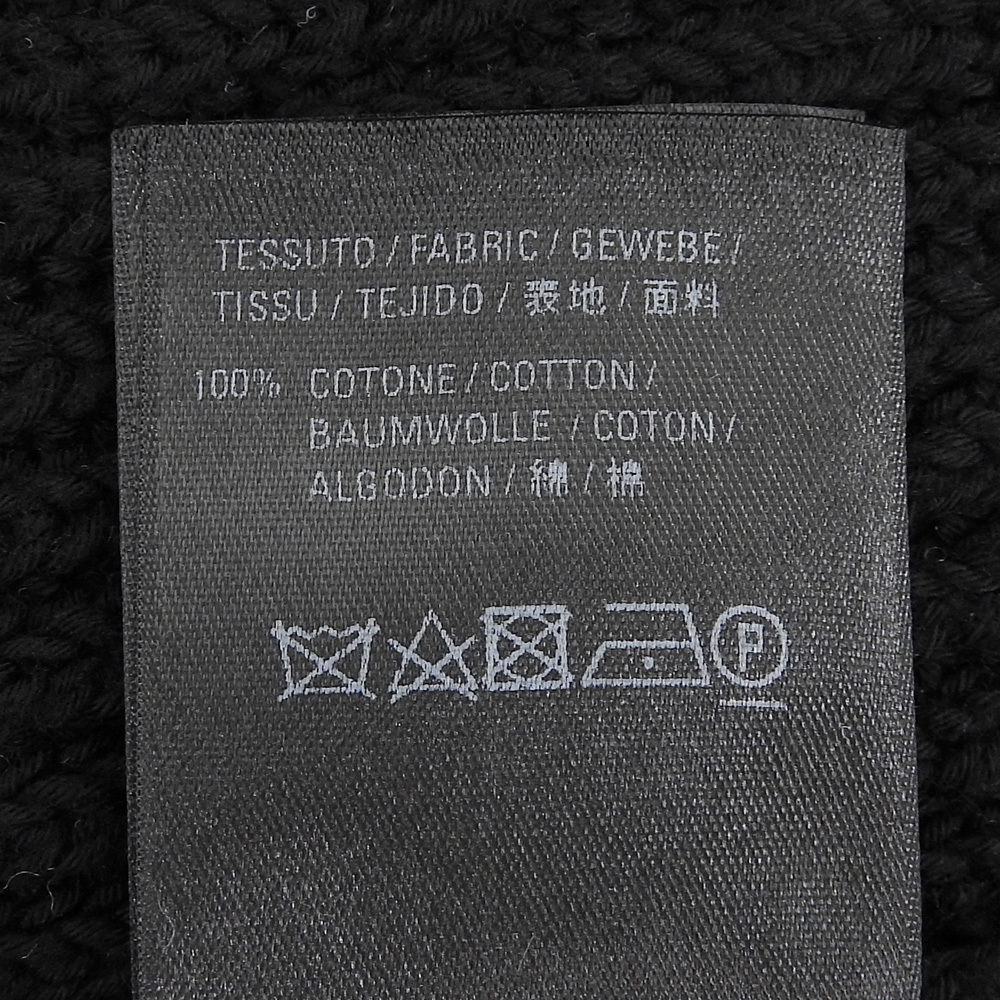 TESSUTO / FABRIC / GEWEBE /
TISSU / TEJIDO / 表地 / 面料
100% COTONE / COTTON /
BAUMWOLLE / COTON /
ALGODON / 綿 / 棉
P